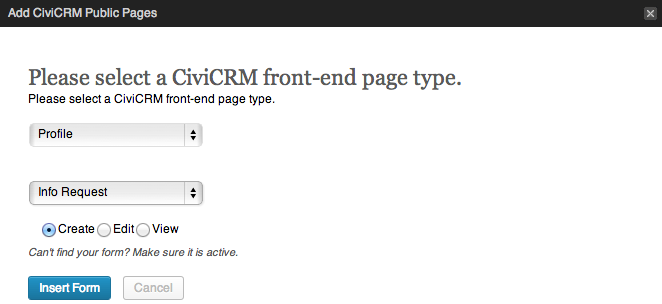 Add CiviCRM Public Pages
Please select a CiviCRM front-end page type.
Please select a CiviCRM front-end page type.
Profile
Info Request
Create Edit View
Can't find your form? Make sure it is active.
Insert Form Cancel